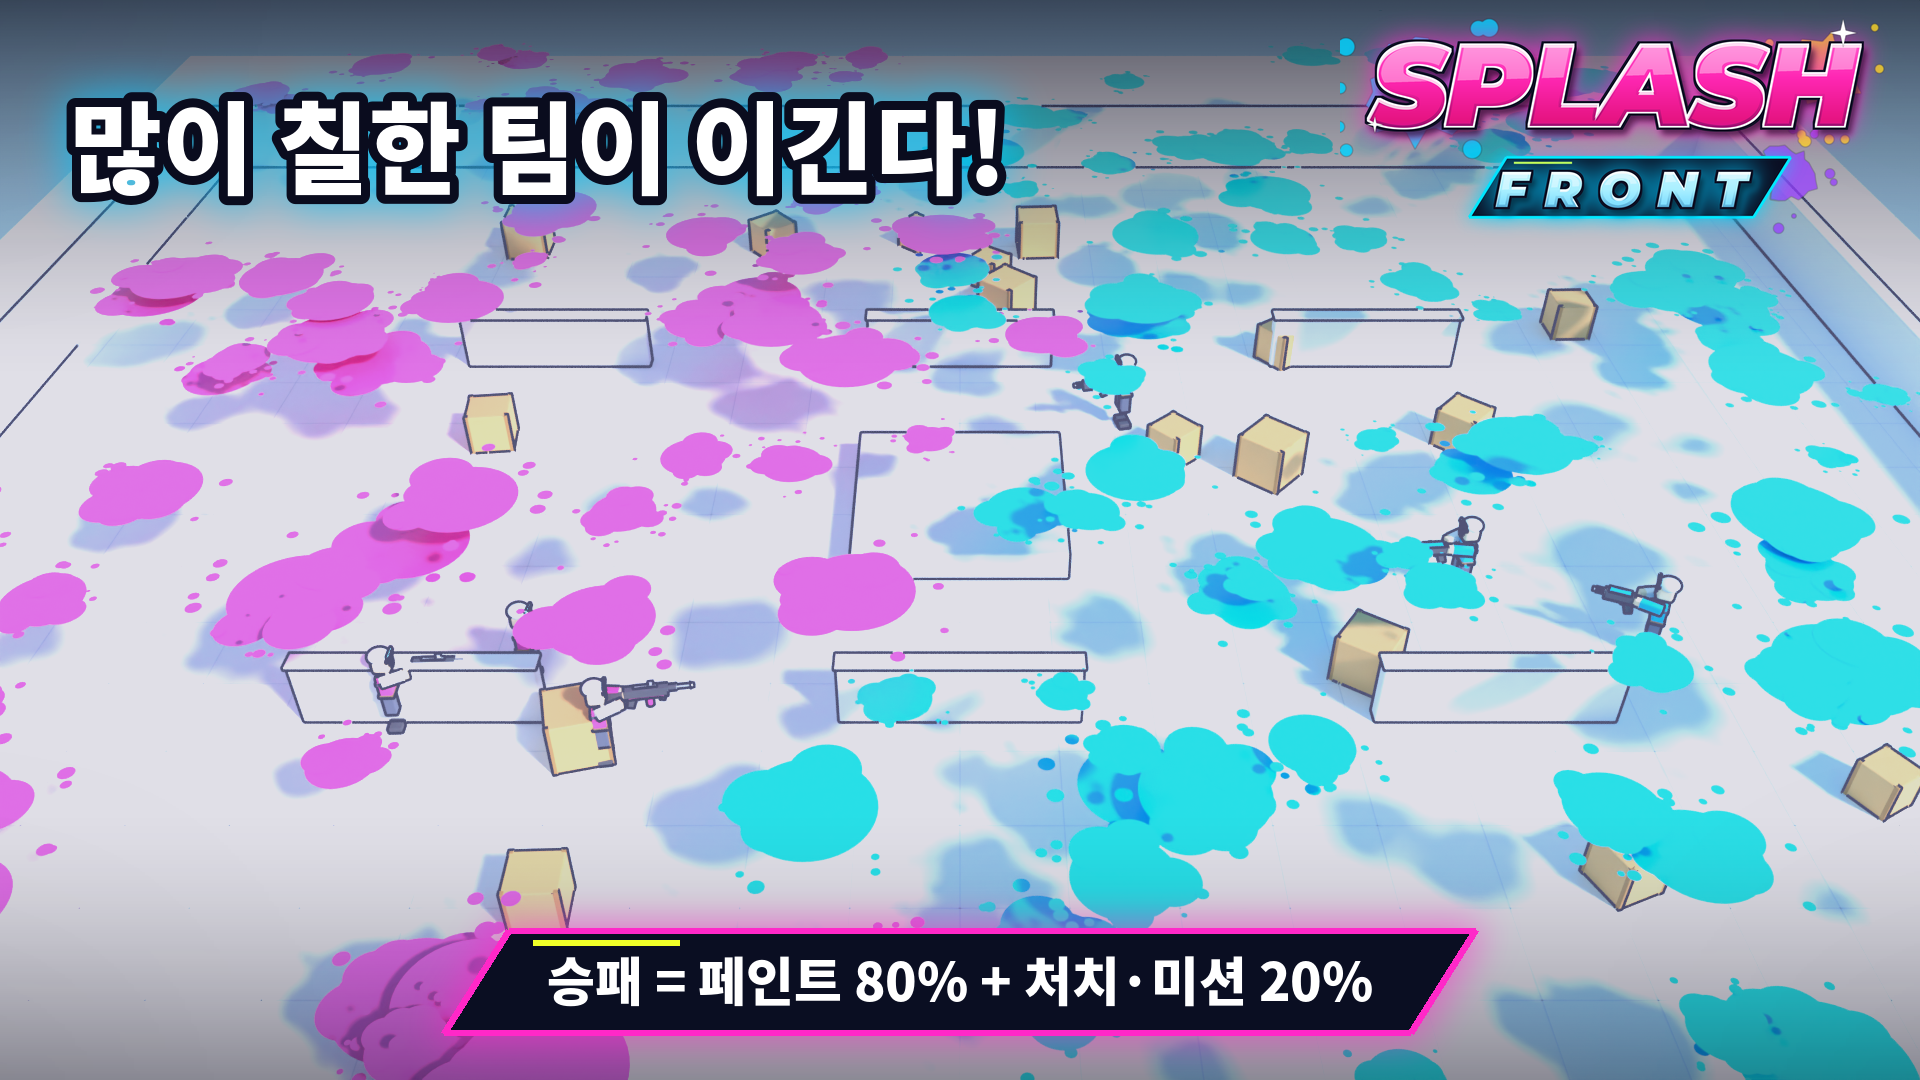 많이 칠한 팀이 이긴다!
SPLASH
FRONT
승패 = 페인트 80% + 처치·미션 20%